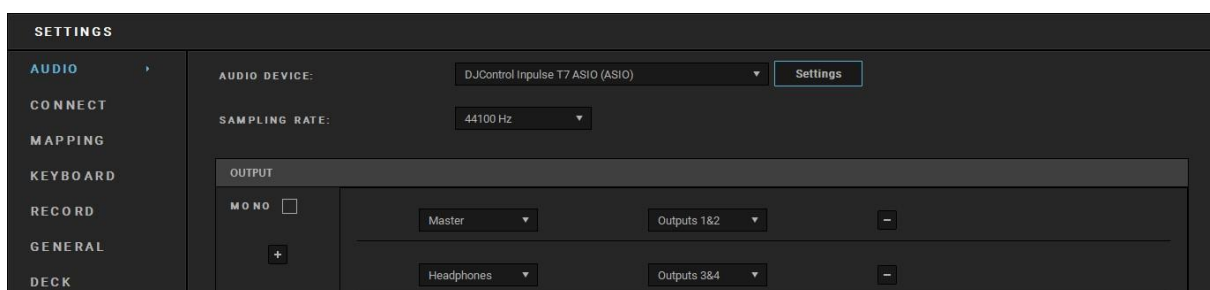 SETTINGS
AUDIO
CONNECT
MAPPING
KEYBOARD
RECORD
GENERAL
DECK
AUDIO DEVICE: DJControl Inpulse T7 ASIO (ASIO) Settings
SAMPLING RATE: 44100 Hz
OUTPUT
MONO
+
Master Outputs 1&2 -
Headphones Outputs 3&4 -